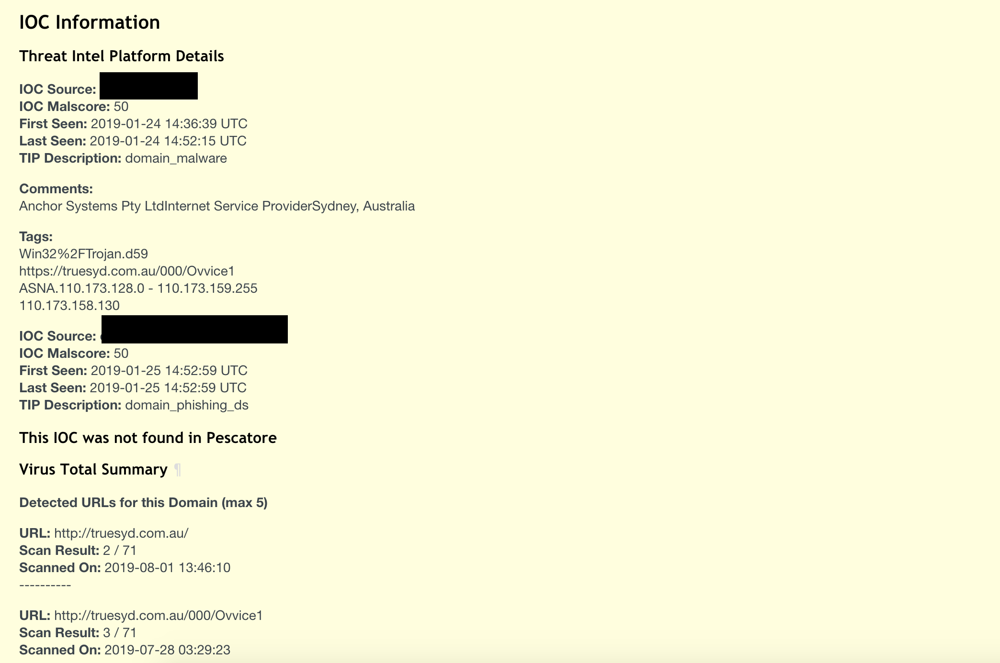 IOC Information
Threat Intel Platform Details
IOC Source:
IOC Malscore: 50
First Seen: 2019-01-24 14:36:39 UTC
Last Seen: 2019-01-24 14:52:15 UTC
TIP Description: domain_malware
Comments:
Anchor Systems Pty LtdInternet Service ProviderSydney, Australia
Tags:
Win32%2FTrojan.d59
https://truesyd.com.au/000/Ovvice1
ASNA.110.173.128.0 - 110.173.159.255
110.173.158.130
IOC Source:
IOC Malscore: 50
First Seen: 2019-01-25 14:52:59 UTC
Last Seen: 2019-01-25 14:52:59 UTC
TIP Description: domain_phishing_ds
This IOC was not found in Pescatore
Virus Total Summary ¶
Detected URLs for this Domain (max 5)
URL: http://truesyd.com.au/
Scan Result: 2 / 71
Scanned On: 2019-08-01 13:46:10
----------
URL: http://truesyd.com.au/000/Ovvice1
Scan Result: 3 / 71
Scanned On: 2019-07-28 03:29:23